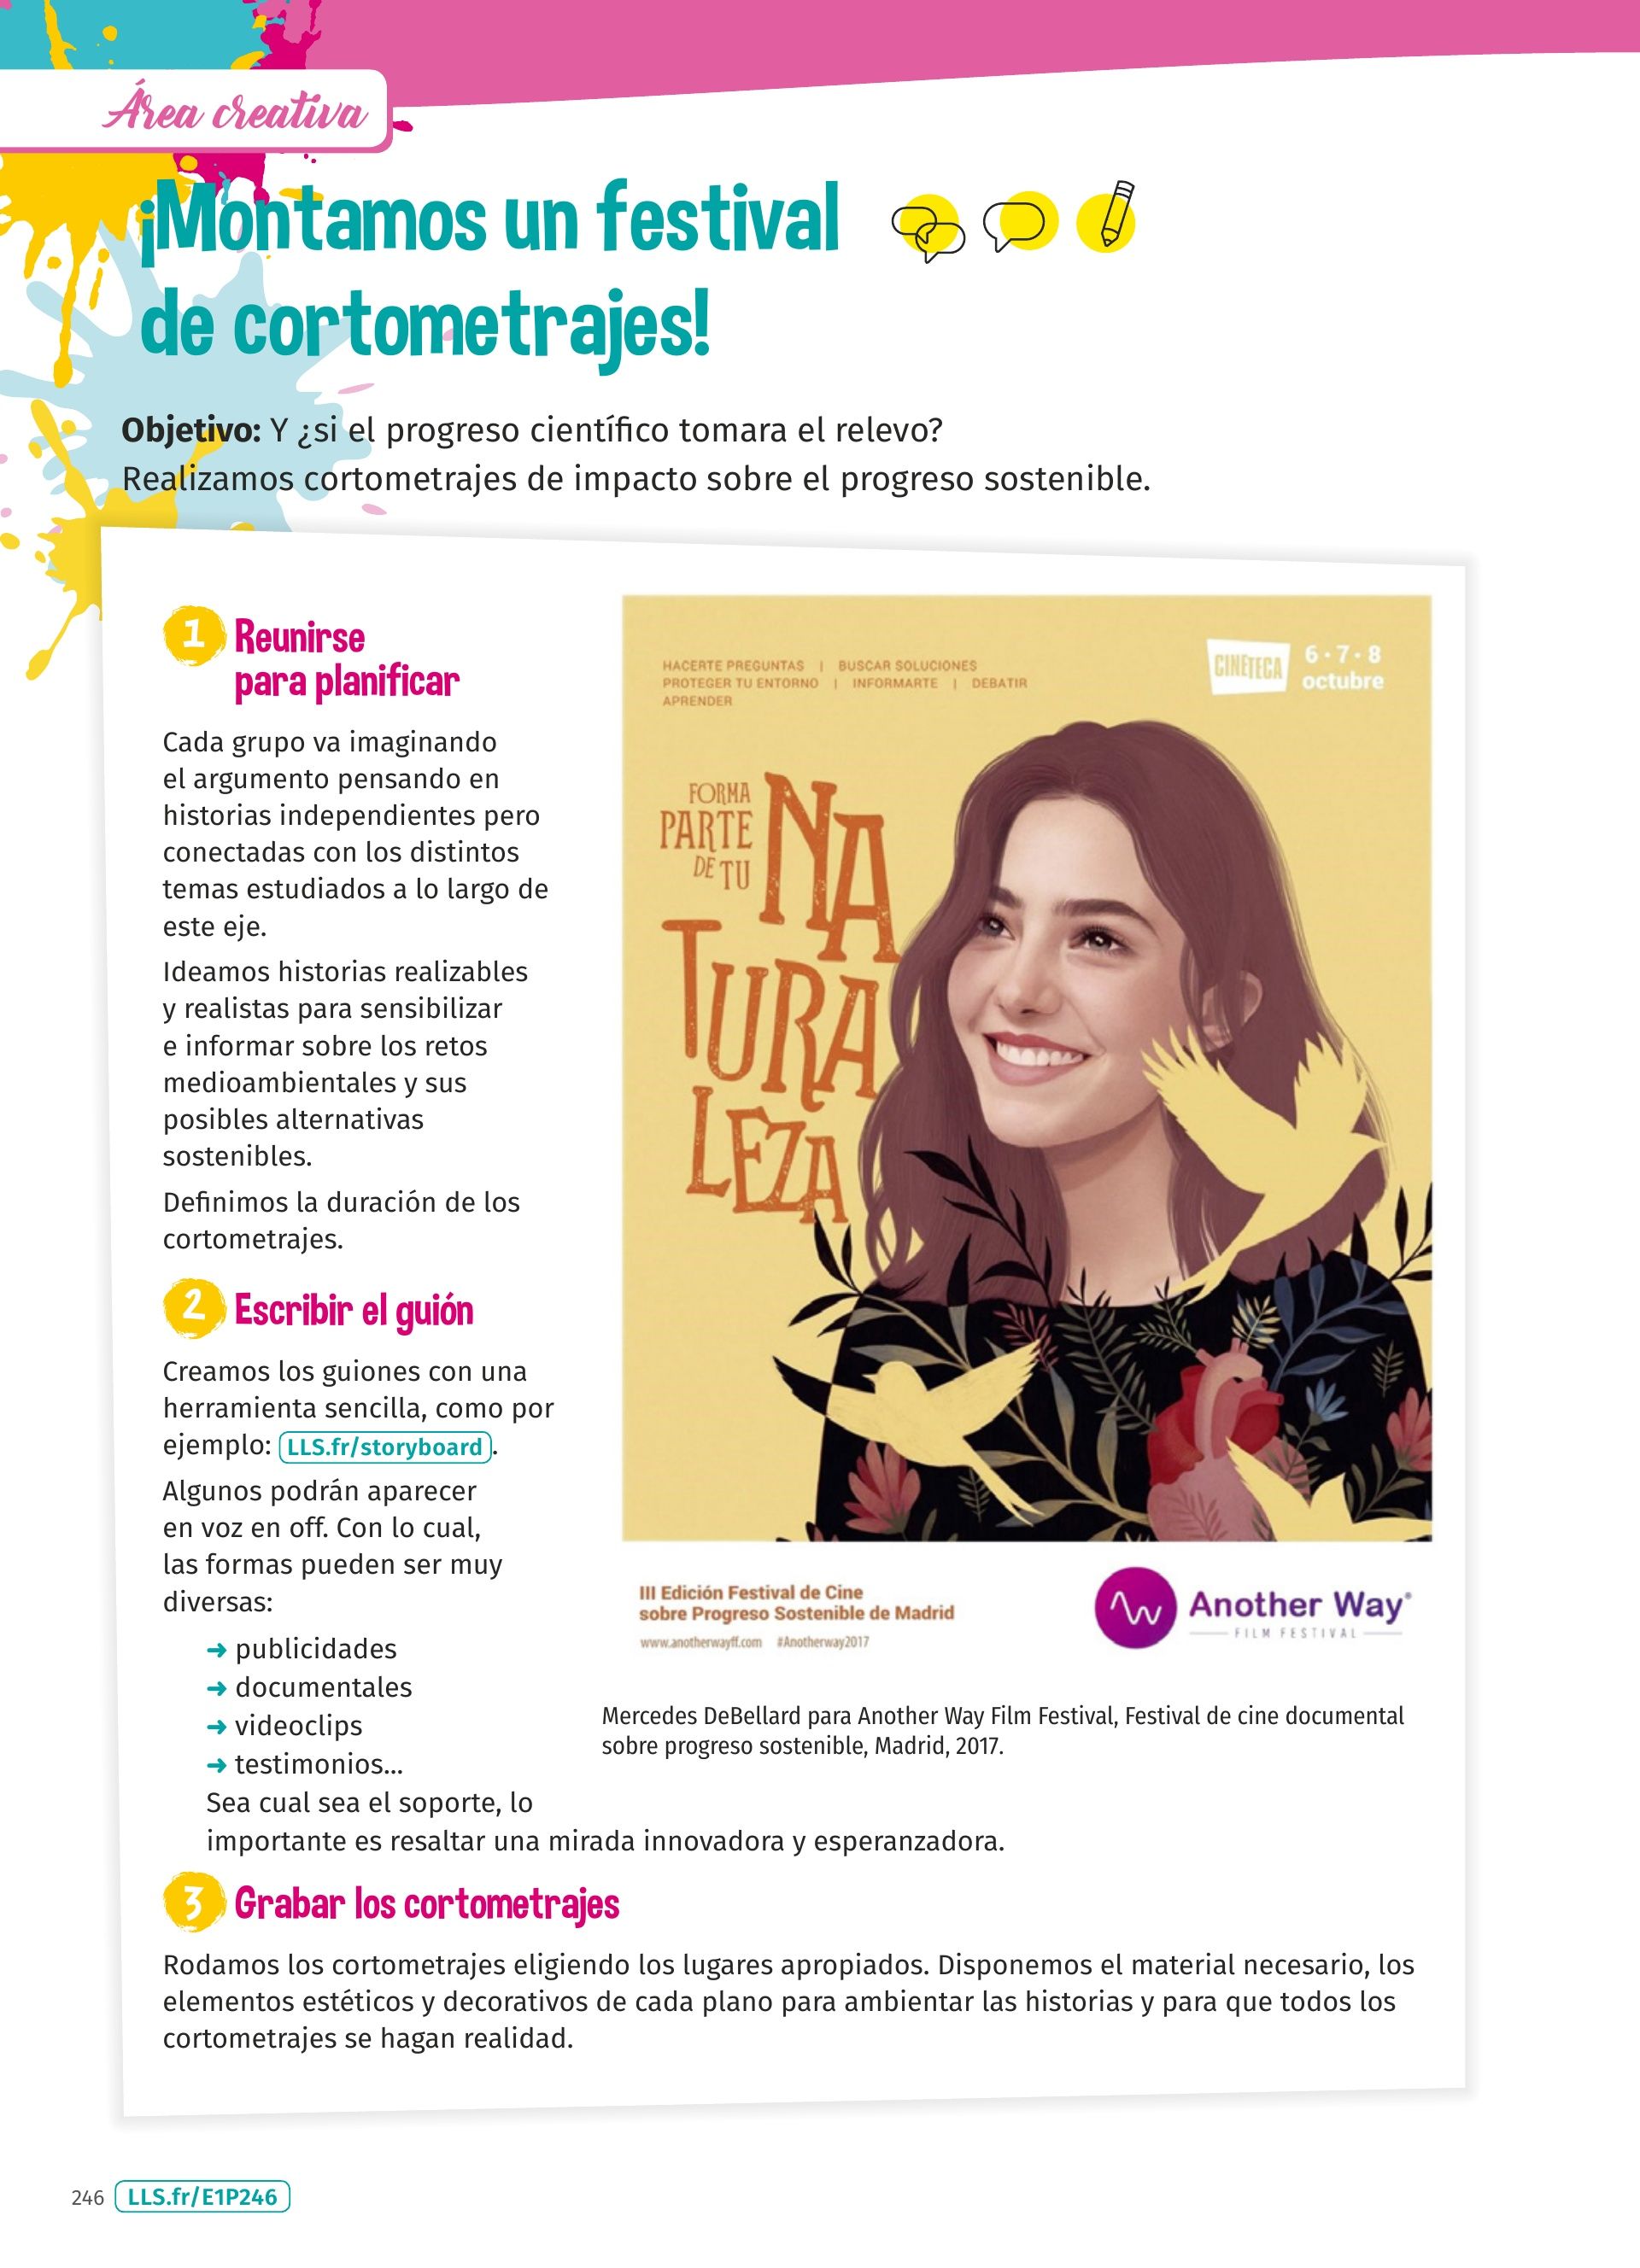 Área creativa
¡Montamos un festival
de cortometrajes!
Objetivo: Y ¿si el progreso científico tomara el relevo?
Realizamos cortometrajes de impacto sobre el progreso sostenible.
1 Reunirse
para planificar
Cada grupo va imaginando
el argumento pensando en
historias independientes pero
conectadas con los distintos
temas estudiados a lo largo de
este eje.
Ideamos historias realizables
y realistas para sensibilizar
e informar sobre los retos
medioambientales y sus
posibles alternativas
sostenibles.
Definimos la duración de los
cortometrajes.
2 Escribir el guión
Creamos los guiones con una
herramienta sencilla, como por
ejemplo: LLS.fr/storyboard.
Algunos podrán aparecer
en voz en off. Con lo cual,
las formas pueden ser muy
diversas:
➜ publicidades
➜ documentales
➜ videoclips
➜ testimonios...
Sea cual sea el soporte, lo
importante es resaltar una mirada innovadora y esperanzadora.
HACERTE PREGUNTAS | BUSCAR SOLUCIONES
PROTEGER TU ENTORNO | INFORMARTE | DEBATIR
APRENDER
CINETECA
6 · 7 · 8
octubre
FORMA
PARTE
DE TU
NA
TURA
LEZA
III Edición Festival de Cine
sobre Progreso Sostenible de Madrid
www.anotherwayff.com #Anotherway2017
Another Way
FILM FESTIVAL
Mercedes DeBellard para Another Way Film Festival, Festival de cine documental
sobre progreso sostenible, Madrid, 2017.
3 Grabar los cortometrajes
Rodamos los cortometrajes eligiendo los lugares apropiados. Disponemos el material necesario, los
elementos estéticos y decorativos de cada plano para ambientar las historias y para que todos los
cortometrajes se hagan realidad.
246 LLS.fr/E1P246